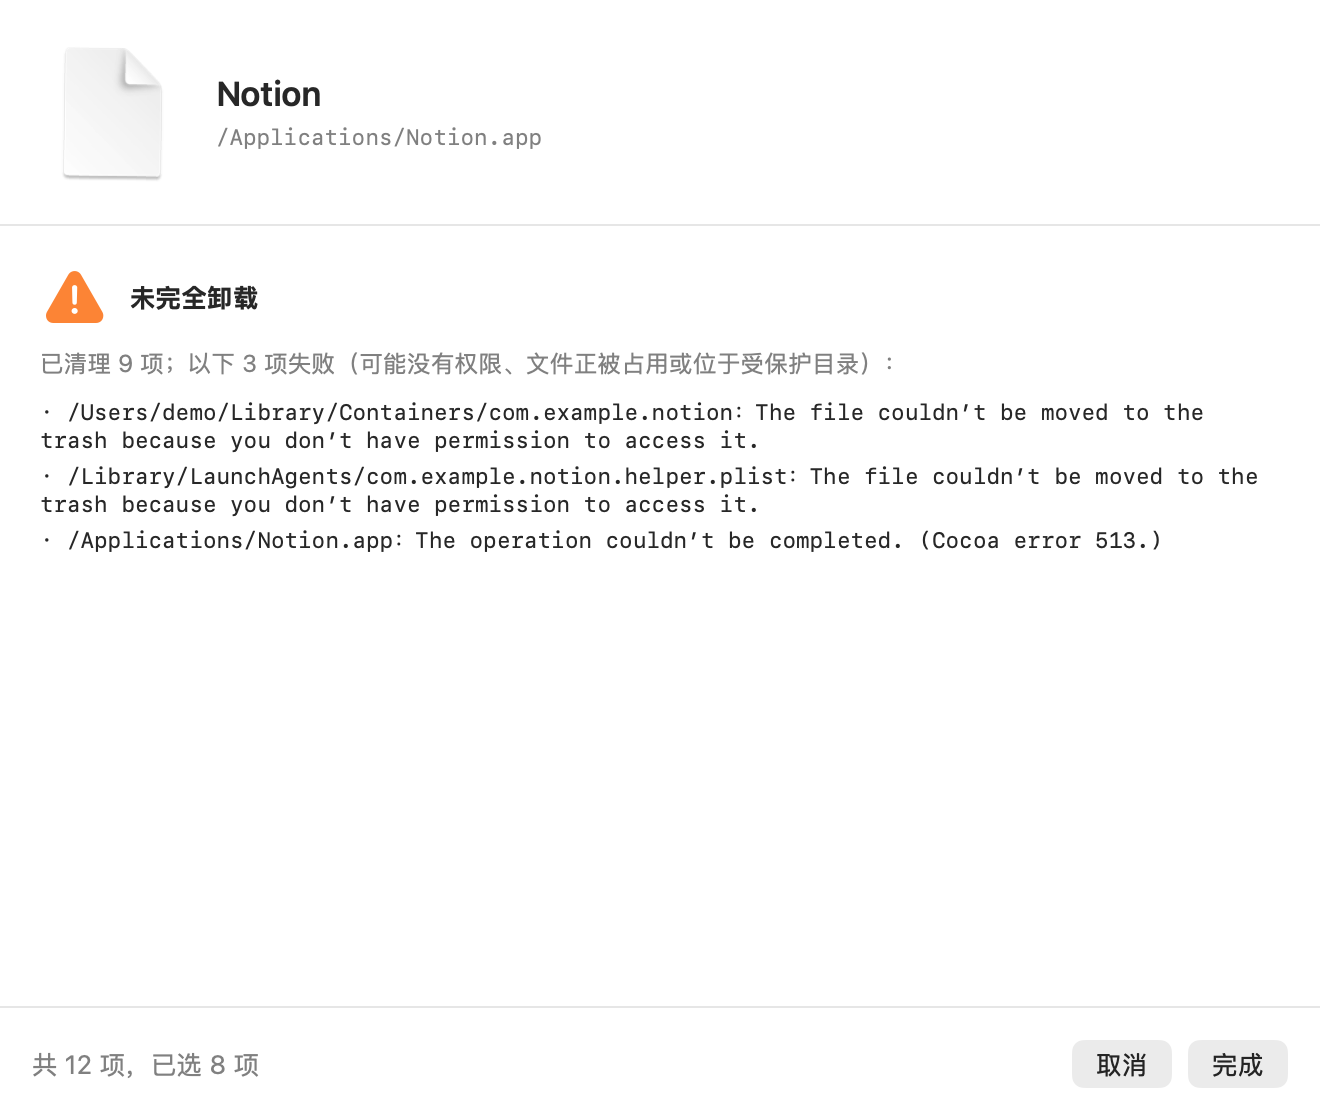 Notion
/Applications/Notion.app
未完全卸载
已清理 9 项；以下 3 项失败（可能没有权限、文件正被占用或位于受保护目录）：
· /Users/demo/Library/Containers/com.example.notion: The file couldn’t be moved to the
trash because you don’t have permission to access it.
· /Library/LaunchAgents/com.example.notion.helper.plist: The file couldn’t be moved to the
trash because you don’t have permission to access it.
· /Applications/Notion.app: The operation couldn’t be completed. (Cocoa error 513.)
共 12 项，已选 8 项
取消
完成